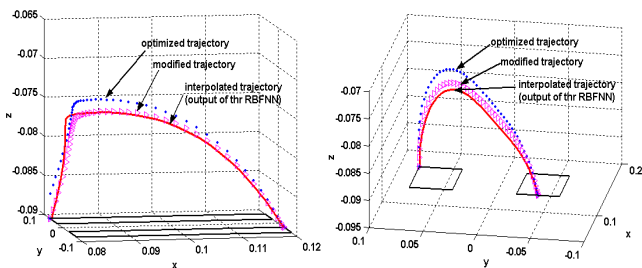 -0.065
optimized trajectory
modified trajectory
interpolated trajectory
(output of thr RBFNN)
-0.07
-0.075
z
-0.08
-0.085
-0.09
0.1
0
-0.1
y
0.08
0.09
0.1
0.11
0.12
x
optimized trajectory
modified trajectory
interpolated trajectory
(output of thr RBFNN)
-0.07
-0.075
-0.08
z
-0.085
-0.09
-0.095
0.1
0.05
0
-0.05
-0.1
y
0.2
0.1
0
x